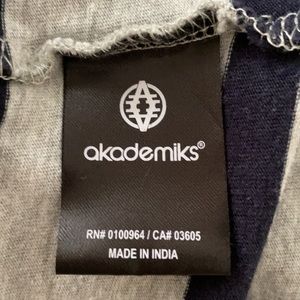 akademiks®
RN# 0100964 / CA# 03605
MADE IN INDIA